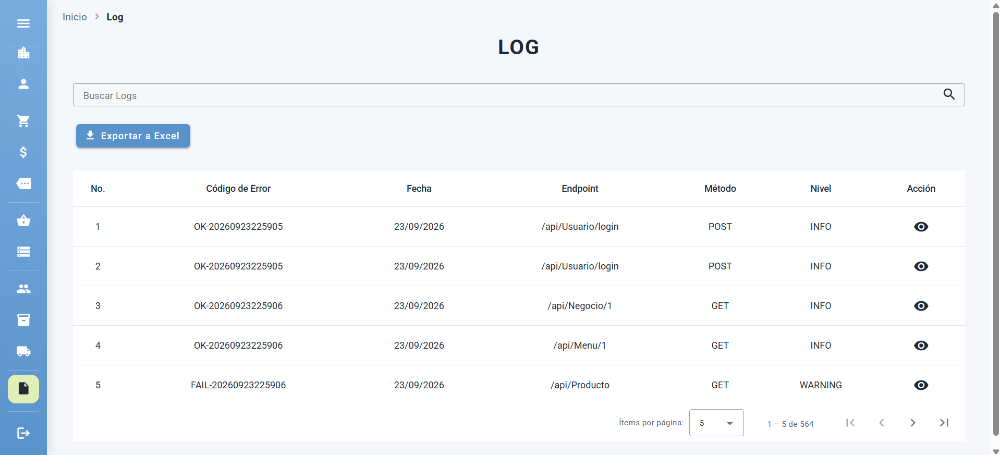 Inicio > Log
LOG
Buscar Logs
Exportar a Excel
No. Código de Error Fecha Endpoint Método Nivel Acción
1 OK-20260923225905 23/09/2026 /api/Usuario/login POST INFO
2 OK-20260923225905 23/09/2026 /api/Usuario/login POST INFO
3 OK-20260923225906 23/09/2026 /api/Negocio/1 GET INFO
4 OK-20260923225906 23/09/2026 /api/Menu/1 GET INFO
5 FAIL-20260923225906 23/09/2026 /api/Producto GET WARNING
Ítems por página: 5 1 – 5 de 564